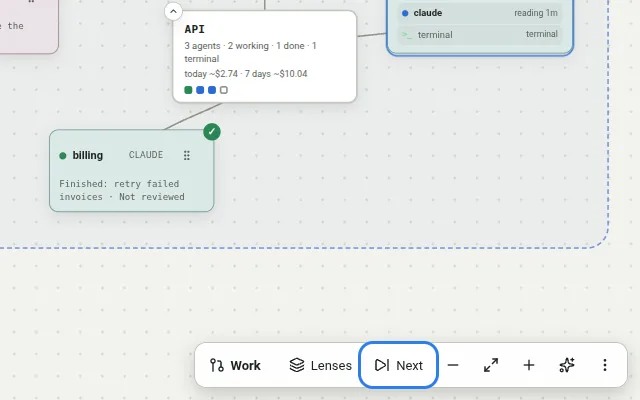 e the
API
3 agents · 2 working · 1 done · 1
terminal
today ~$2.74 · 7 days ~$10.04
claude reading 1m
>_ terminal terminal
billing CLAUDE
Finished: retry failed
invoices · Not reviewed
Work Lenses Next